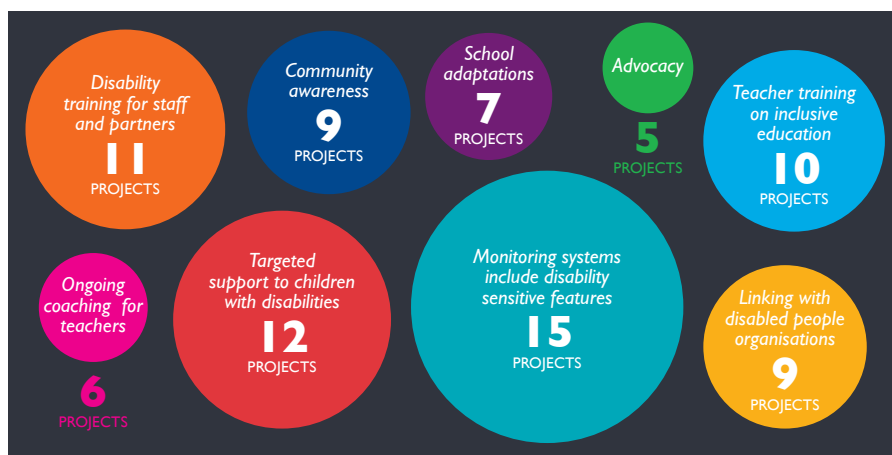 Disability
training for staff
and partners
11
PROJECTS
Community
awareness
9
PROJECTS
School
adaptations
7
PROJECTS
Advocacy
5
PROJECTS
Teacher training
on inclusive
education
10
PROJECTS
Ongoing
coaching for
teachers
6
PROJECTS
Targeted
support to children
with disabilities
12
PROJECTS
Monitoring systems
include disability
sensitive features
15
PROJECTS
Linking with
disabled people
organisations
9
PROJECTS